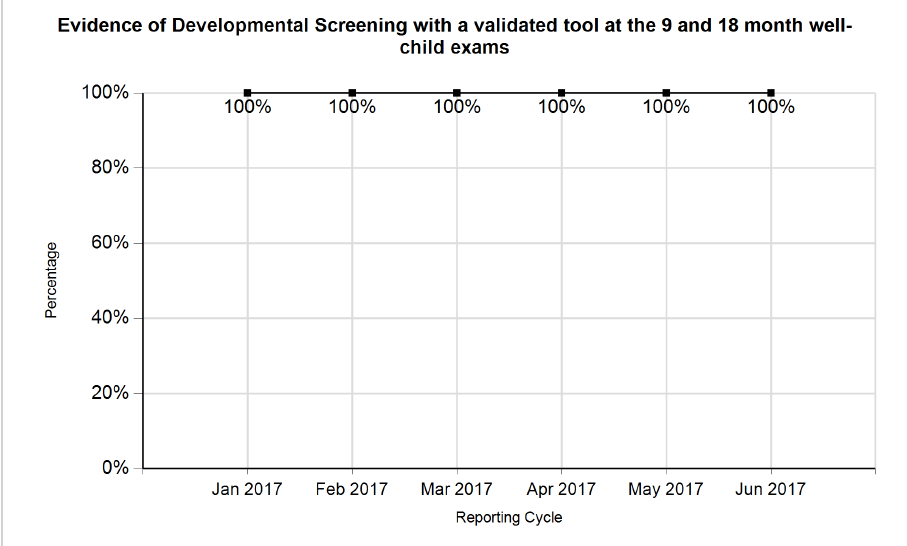 Evidence of Developmental Screening with a validated tool at the 9 and 18 month well-
child exams
100%
100% 100% 100% 100% 100% 100%
80%
60%
Percentage
40%
20%
0%
Jan 2017 Feb 2017 Mar 2017 Apr 2017 May 2017 Jun 2017
Reporting Cycle